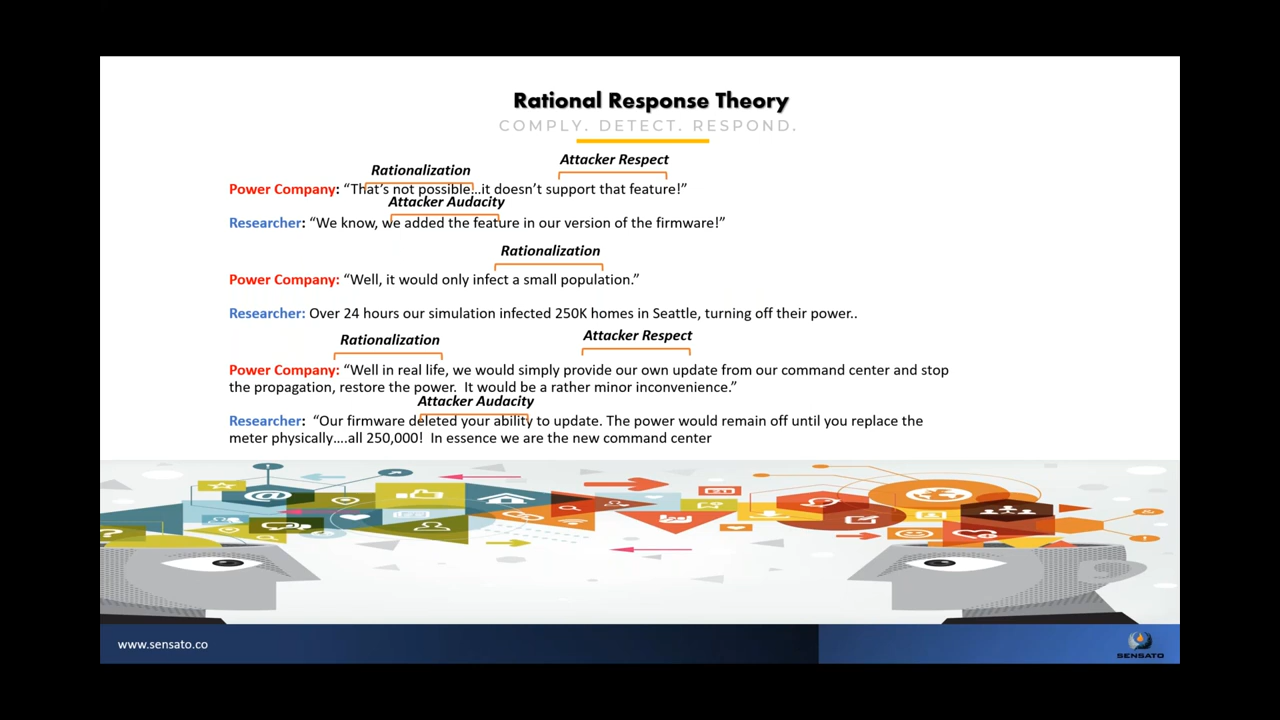 Rational Response Theory
COMPLY. DETECT. RESPOND.
Attacker Respect
Rationalization
Power Company: “That’s not possible…it doesn’t support that feature!”
Attacker Audacity
Researcher: “We know, we added the feature in our version of the firmware!”
Rationalization
Power Company: “Well, it would only infect a small population.”
Researcher: Over 24 hours our simulation infected 250K homes in Seattle, turning off their power..
Attacker Respect
Rationalization
Power Company: “Well in real life, we would simply provide our own update from our command center and stop
the propagation, restore the power. It would be a rather minor inconvenience.”
Attacker Audacity
Researcher: “Our firmware deleted your ability to update. The power would remain off until you replace the
meter physically….all 250,000! In essence we are the new command center
@
?
www.sensato.co
SENSATO